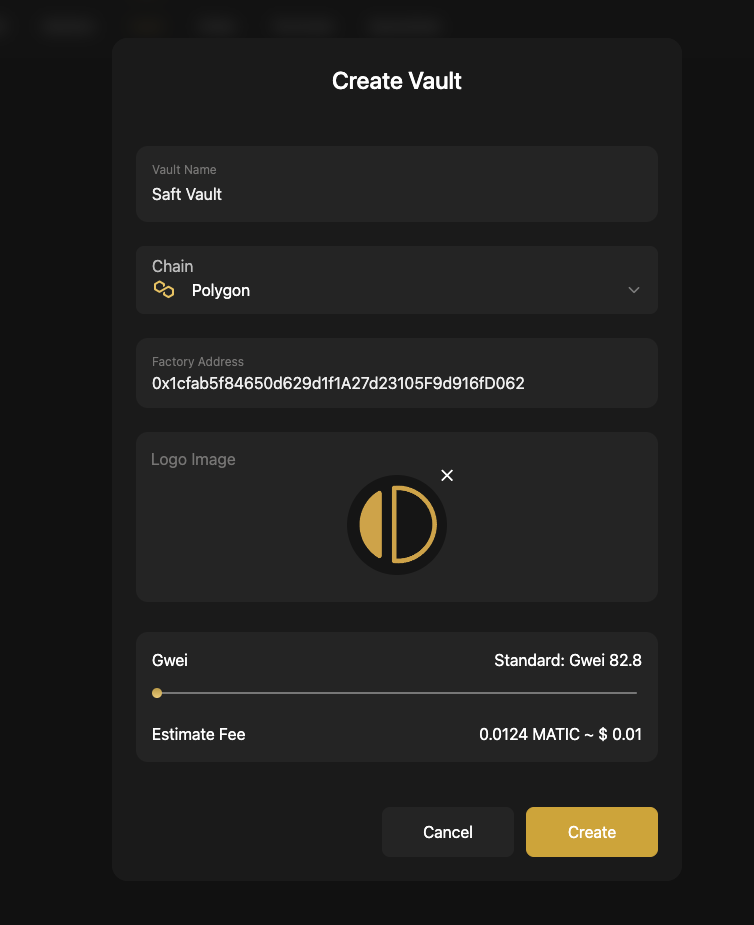 Create Vault
Vault Name
Saft Vault
Chain
Polygon
Factory Address
0x1cfab5f84650d629d1f1A27d23105F9d916fD062
Logo Image
Gwei
Standard: Gwei 82.8
Estimate Fee
0.0124 MATIC ~ $ 0.01
Cancel
Create